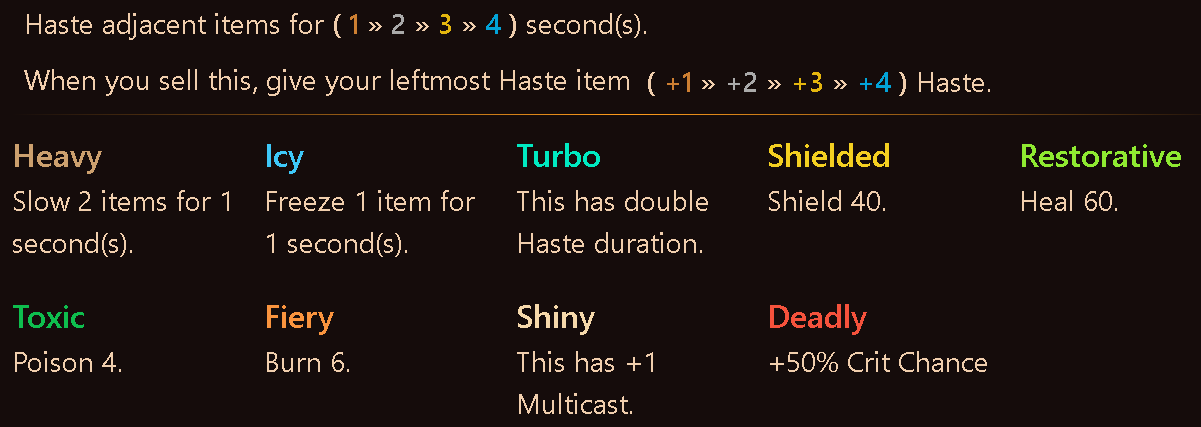 Haste adjacent items for ( 1 » 2 » 3 » 4 ) second(s).
When you sell this, give your leftmost Haste item ( +1 » +2 » +3 » +4 ) Haste.
Heavy
Slow 2 items for 1
second(s).
Icy
Freeze 1 item for
1 second(s).
Turbo
This has double
Haste duration.
Shielded
Shield 40.
Restorative
Heal 60.
Toxic
Poison 4.
Fiery
Burn 6.
Shiny
This has +1
Multicast.
Deadly
+50% Crit Chance